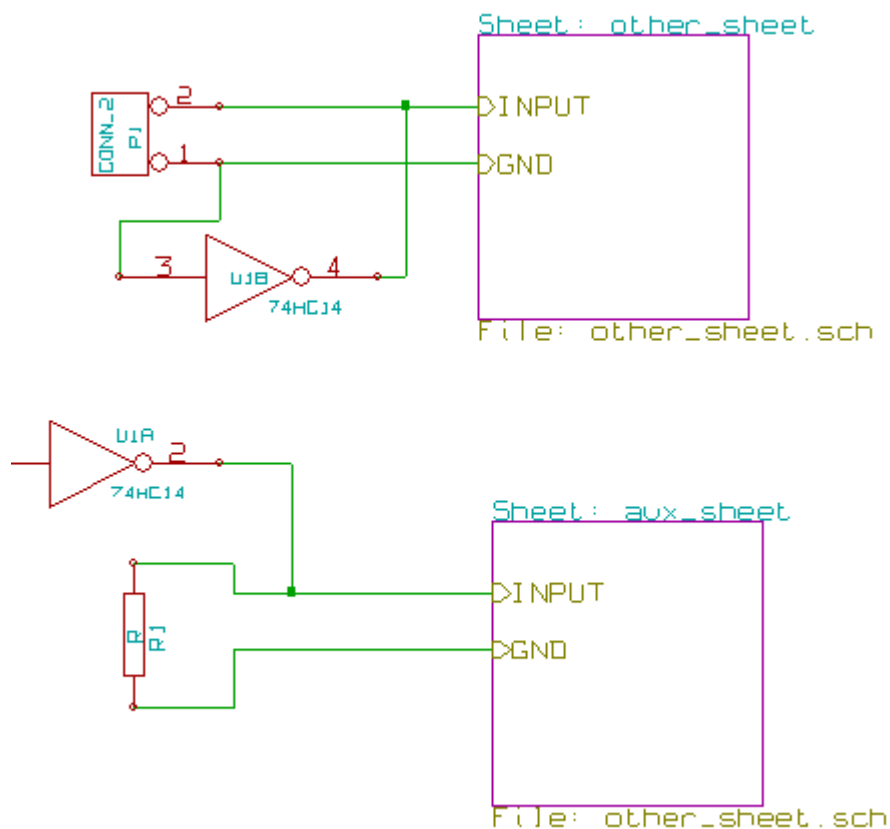 Sheet: other_sheet
CONN_2
P1
2
1
INPUT
GND
3
U1B
4
74HC14
File: other_sheet.sch
U1A
2
74HC14
Sheet: aux_sheet
R
R1
INPUT
GND
File: other_sheet.sch